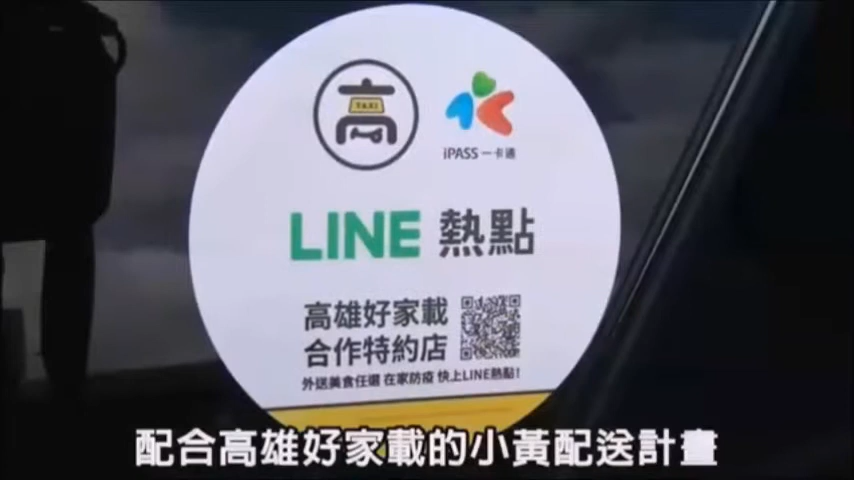 高
TAXI
iPASS 一卡通
LINE 熱點
高雄好家載
合作特約店
外送美食任選 在家防疫 快上LINE熱點!
配合高雄好家載的小黃配送計畫